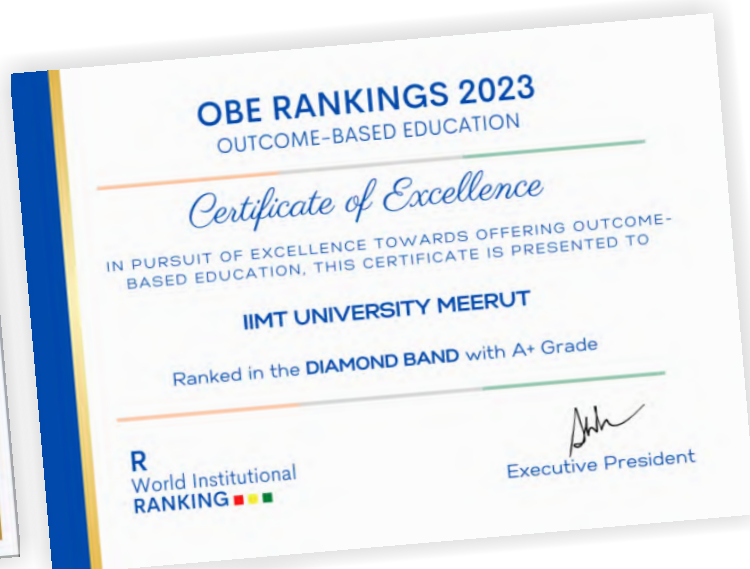 OBE RANKINGS 2023
OUTCOME-BASED EDUCATION
Certificate of Excellence
IN PURSUIT OF EXCELLENCE TOWARDS OFFERING OUTCOME-
BASED EDUCATION, THIS CERTIFICATE IS PRESENTED TO
IIMT UNIVERSITY MEERUT
Ranked in the DIAMOND BAND with A+ Grade
R
World Institutional
RANKING
Executive President